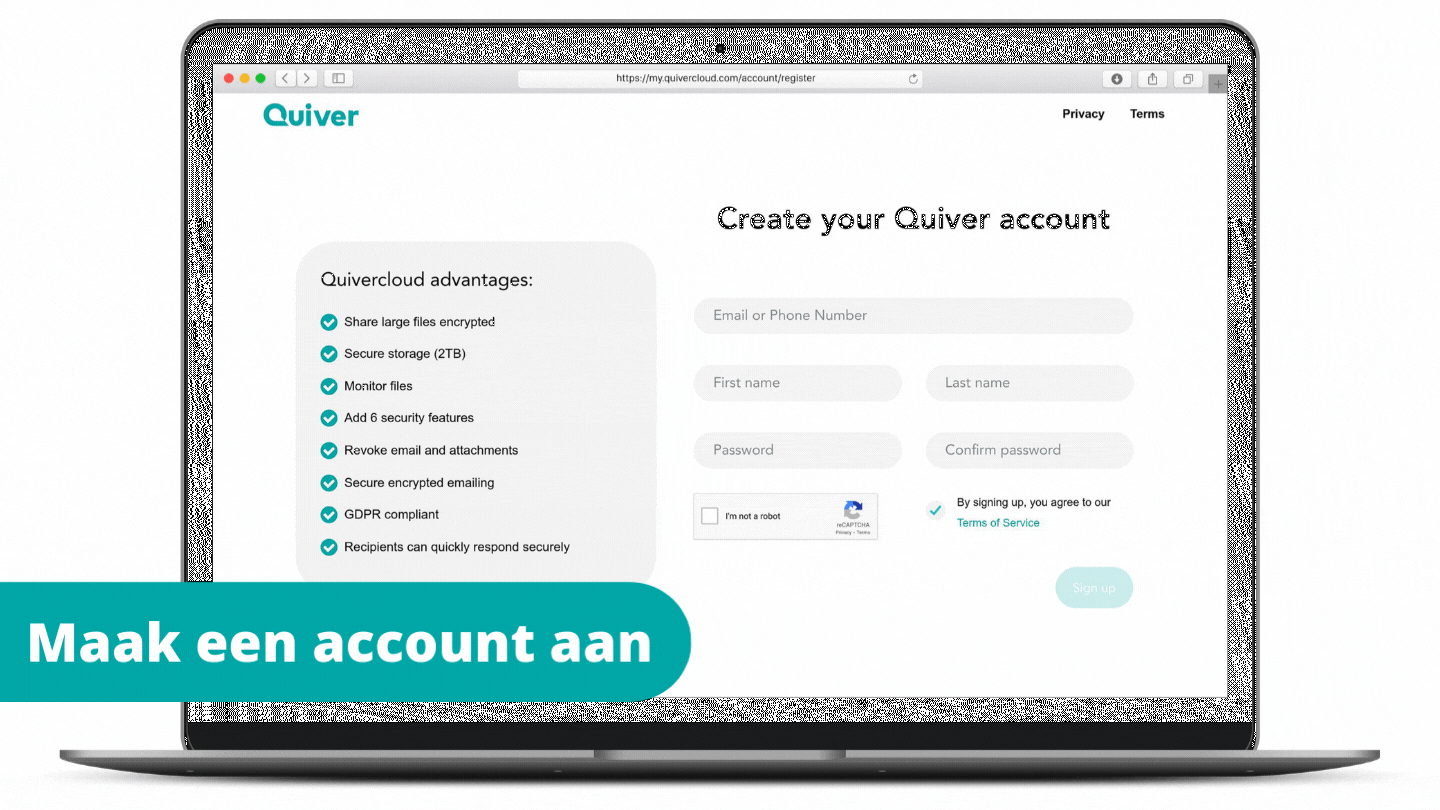 https://my.quivercloud.com/account/register
Quiver
Privacy Terms
Create your Quiver account
Quivercloud advantages:
Share large files encrypted
Secure storage (2TB)
Monitor files
Add 6 security features
Revoke email and attachments
Secure encrypted emailing
GDPR compliant
Recipients can quickly respond securely
Email or Phone Number
First name Last name
Password Confirm password
I'm not a robot
reCAPTCHA
Privacy - Terms
By signing up, you agree to our
Terms of Service
Sign up
Maak een account aan